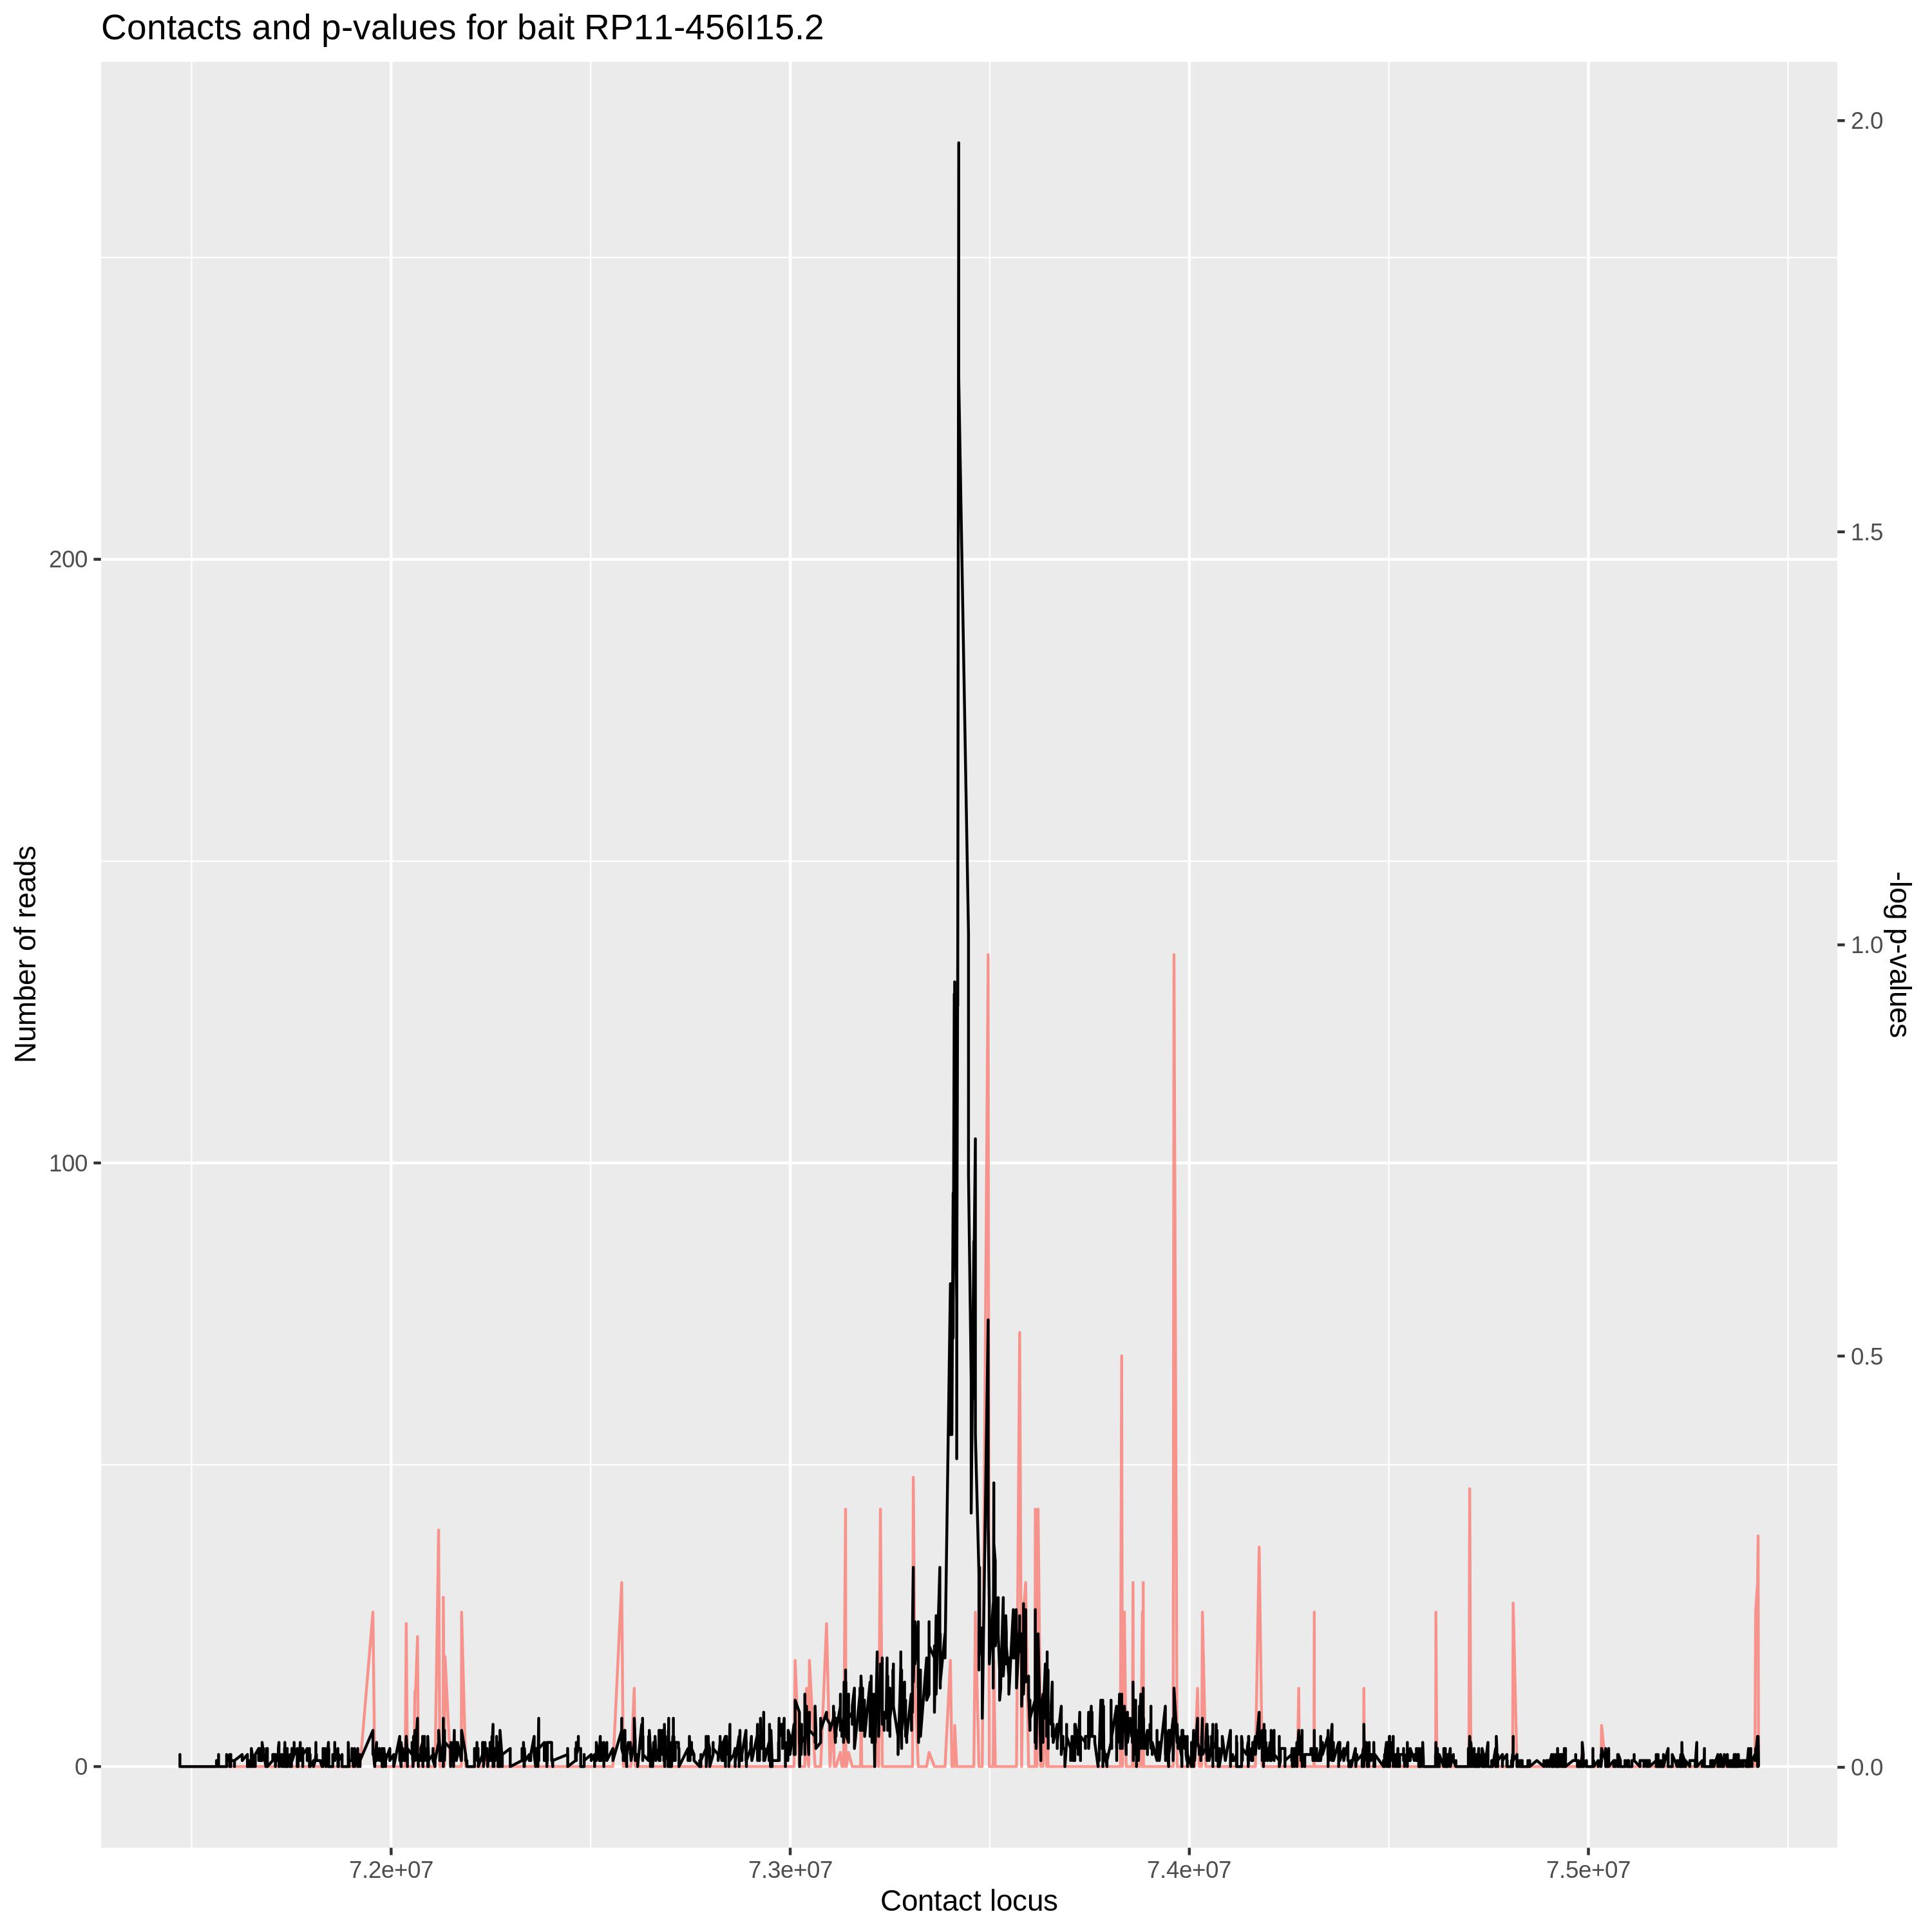 Contacts and p-values for bait RP11-456I15.2
Number of reads
200
100
0
2.0
1.5
1.0
0.5
0.0
-log p-values
7.2e+07 7.3e+07 7.4e+07 7.5e+07
Contact locus